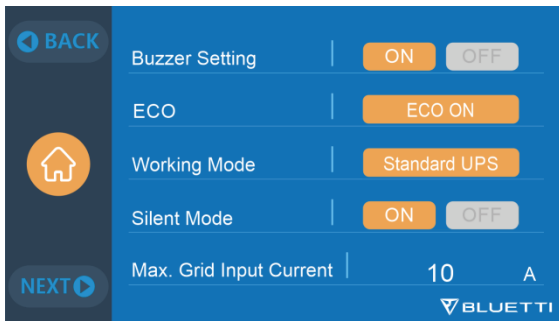 BACK
Buzzer Setting ON OFF
ECO ECO ON
Working Mode Standard UPS
Silent Mode ON OFF
Max. Grid Input Current 10 A
NEXT
BLUETTI